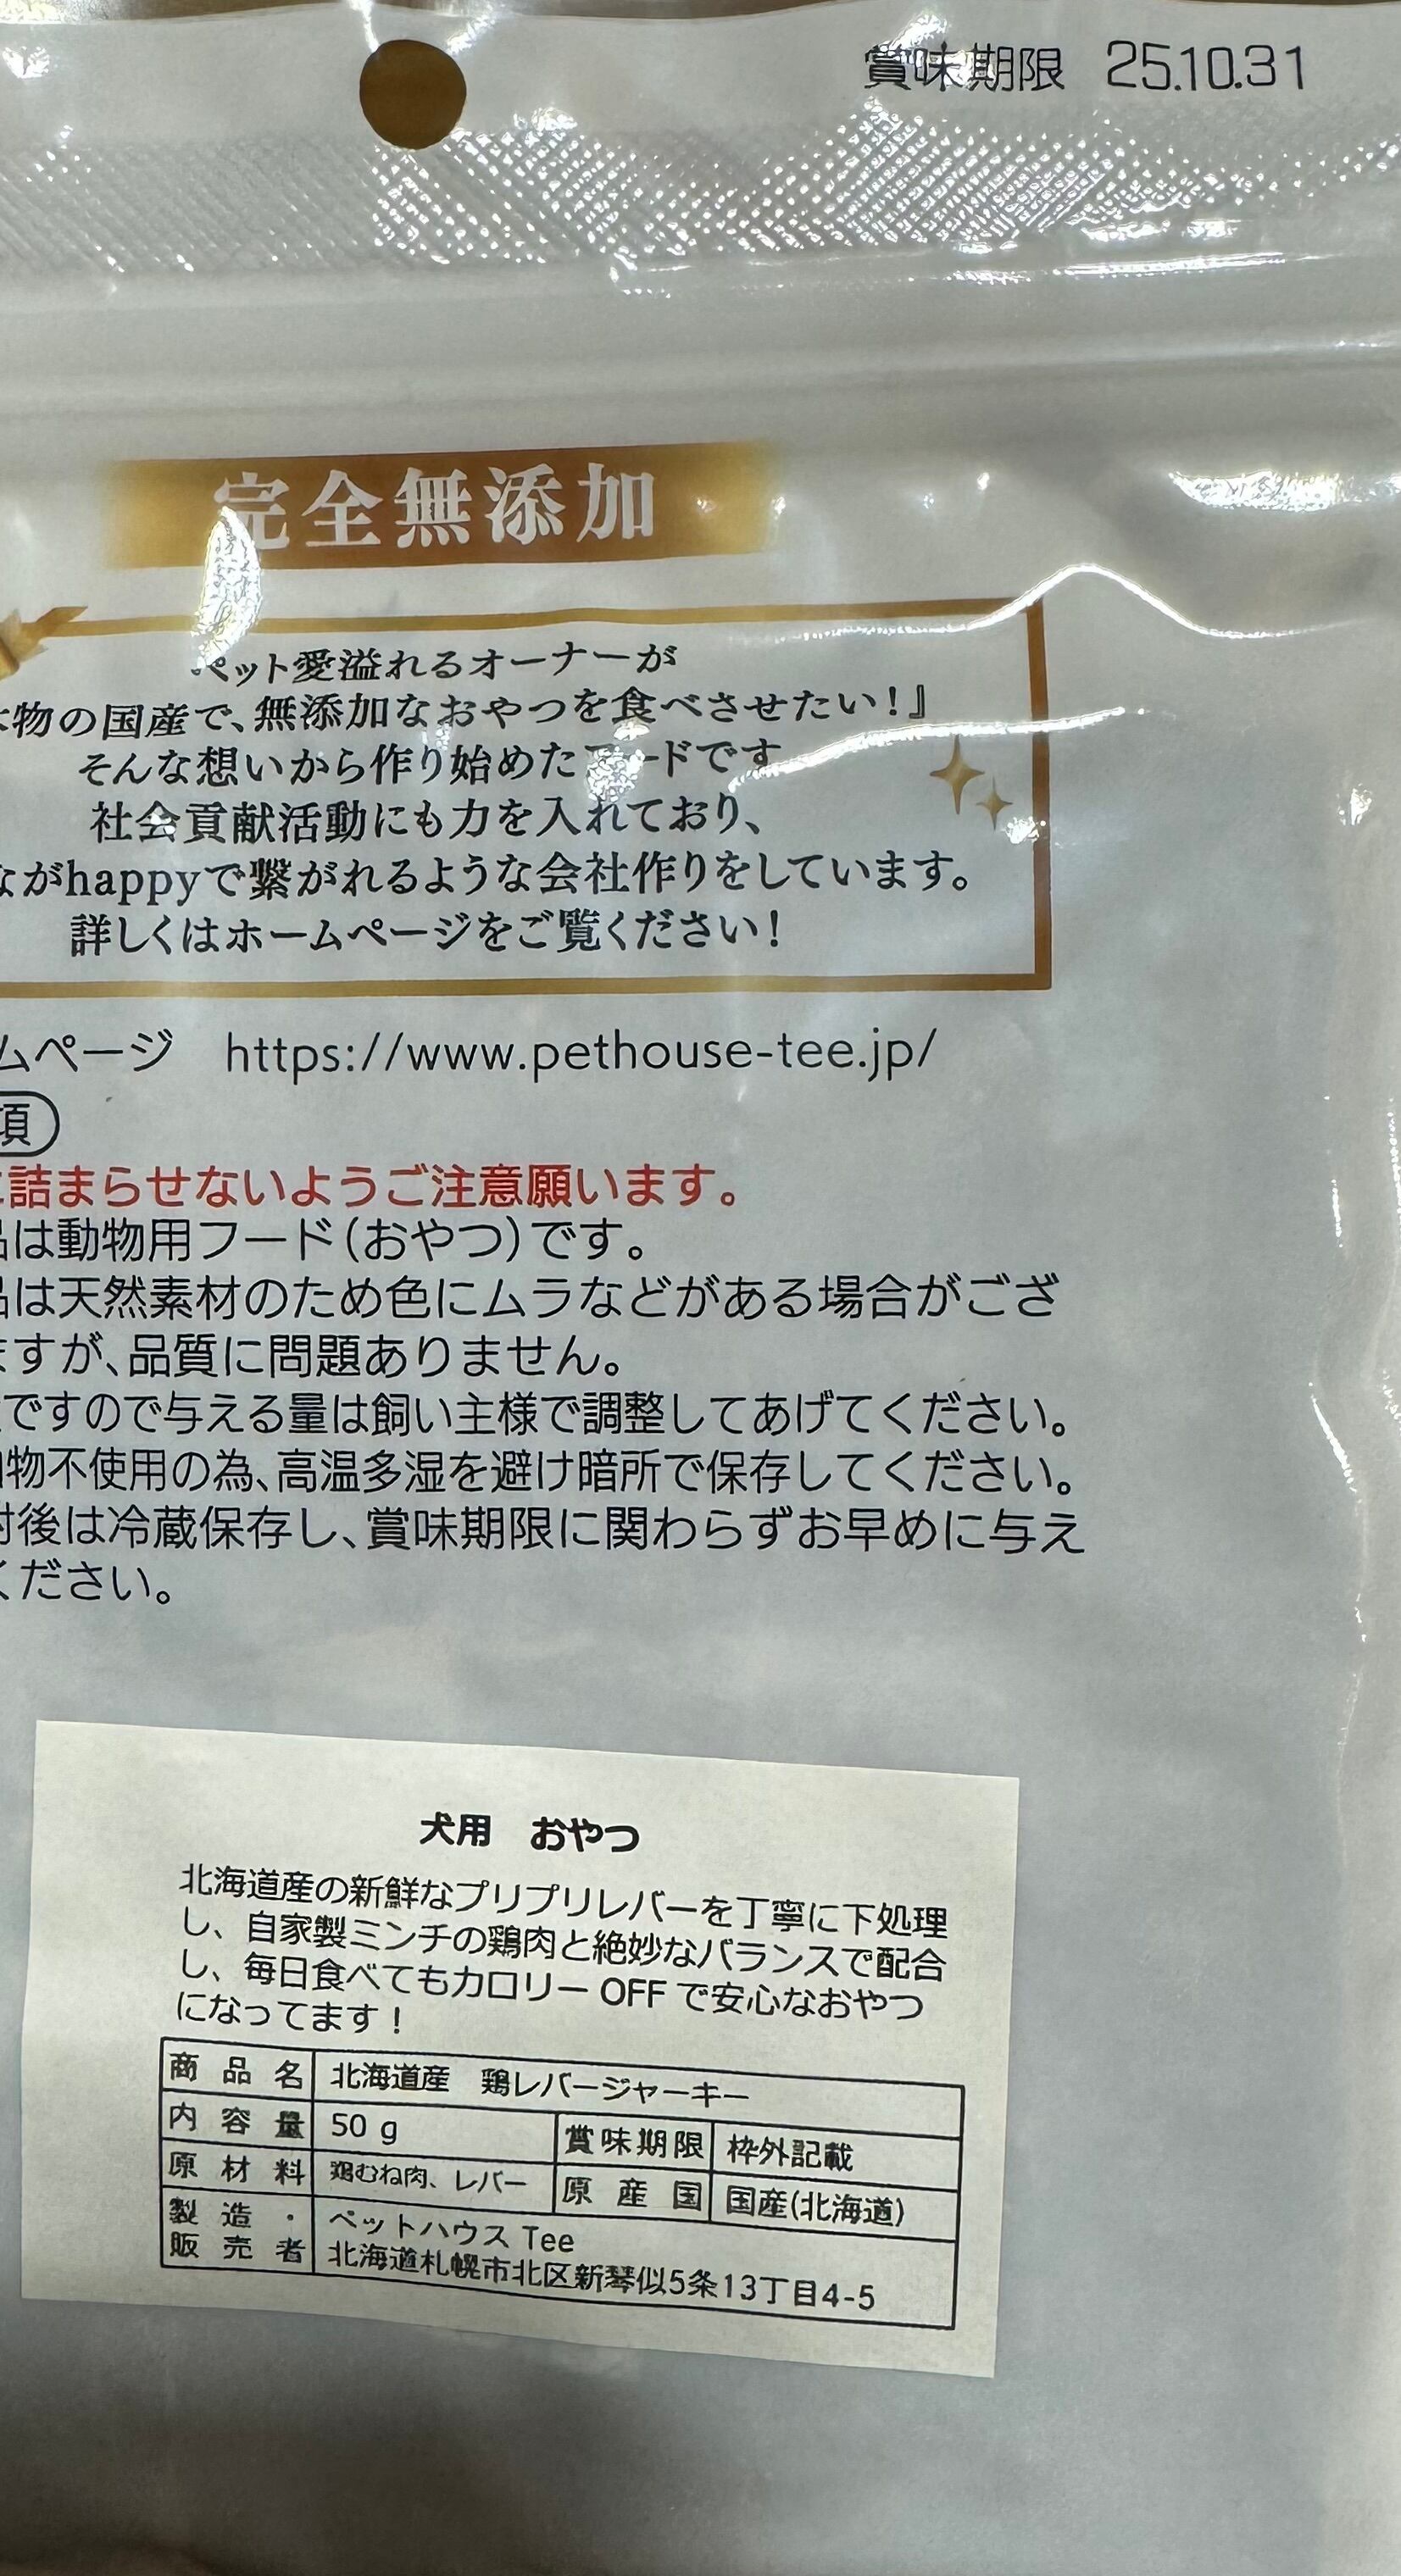 賞味期限 25.10.31
完全無添加
ペット愛溢れるオーナーが
物の国産で、無添加なおやつを食べさせたい！』
そんな想いから作り始めたードです
社会貢献活動にも力を入れており、
ながhappyで繋がれるような会社作りをしています。
詳しくはホームページをご覧ください！
ムページ https://www.pethouse-tee.jp/
項
に詰まらせないようご注意願います。
品は動物用フード（おやつ）です。
品は天然素材のため色にムラなどがある場合がござ
ますが、品質に問題ありません。
ですので与える量は飼い主様で調整してあげてください。
物不使用の為、高温多湿を避け暗所で保存してください。
封後は冷蔵保存し、賞味期限に関わらずお早めに与え
ください。
犬用 おやつ
北海道産の新鮮なプリプリレバーを丁寧に下処理
し、自家製ミンチの鶏肉と絶妙なバランスで配合
し、毎日食べてもカロリーOFFで安心なおやつ
になってます！
商品名 北海道産 鶏レバージャーキー
内容量 50 g 賞味期限 枠外記載
原材料 鶏むね肉、レバー 原産国 国産(北海道)
製造・ ペットハウス Tee
販売者 北海道札幌市北区新琴似5条13丁目4-5